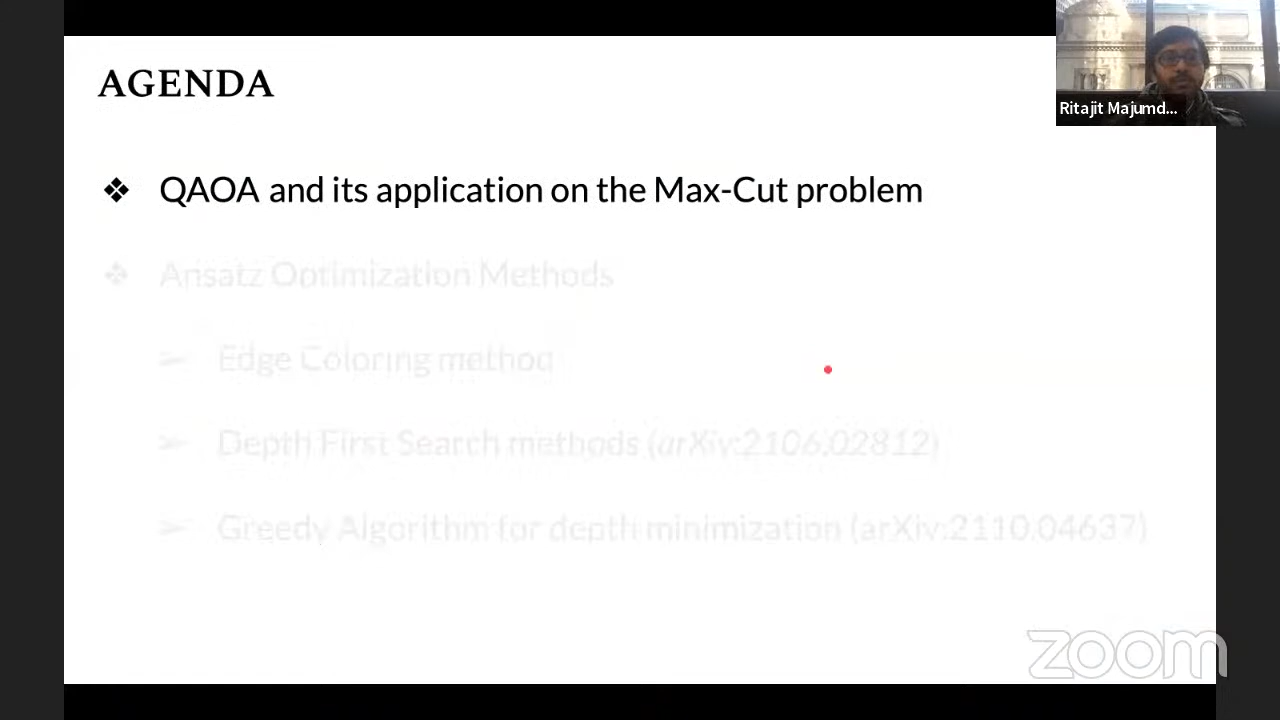 AGENDA
Ritajit Majumd...
❖ QAOA and its application on the Max-Cut problem
❖ Ansatz Optimization Methods
➢ Edge Coloring method
➢ Depth First Search methods (arXiv:2106.02812)
➢ Greedy Algorithm for depth minimization (arXiv:2110.04637)
zoom